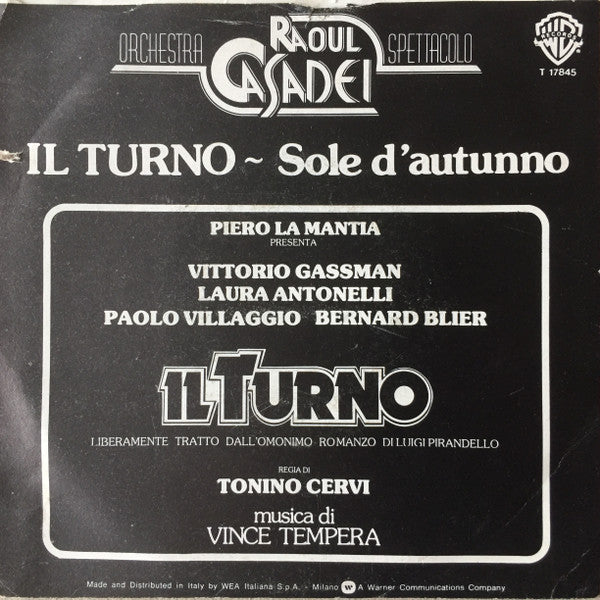 ORCHESTRA RAOUL CASADEI SPETTACOLO
WB RECORDS
T 17845
IL TURNO ~ Sole d'autunno
PIERO LA MANTIA
PRESENTA
VITTORIO GASSMAN
LAURA ANTONELLI
PAOLO VILLAGGIO BERNARD BLIER
IL TURNO
LIBERAMENTE TRATTO DALL'OMONIMO ROMANZO DI LUIGI PIRANDELLO
REGIA DI
TONINO CERVI
musica di
VINCE TEMPERA
Made and Distributed in Italy by WEA Italiana S.p.A. - Milano W A Warner Communications Company